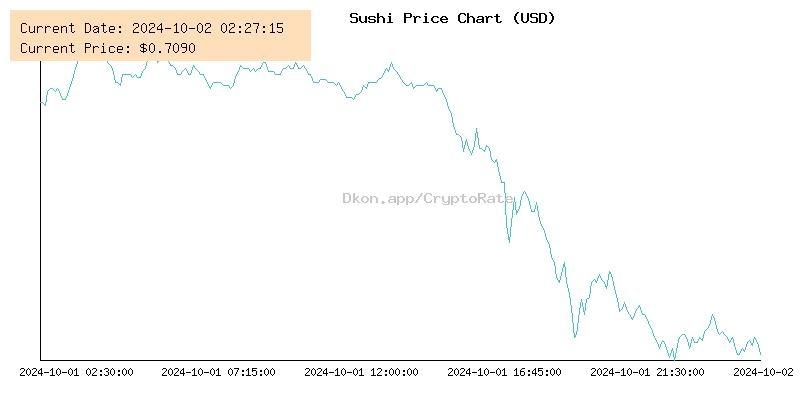 Sushi Price Chart (USD)
Current Date: 2024-10-02 02:27:15
Current Price: $0.7090
Dkon.app/CryptoRate
2024-10-01 02:30:00 2024-10-01 07:15:00 2024-10-01 12:00:00 2024-10-01 16:45:00 2024-10-01 21:30:00 2024-10-02